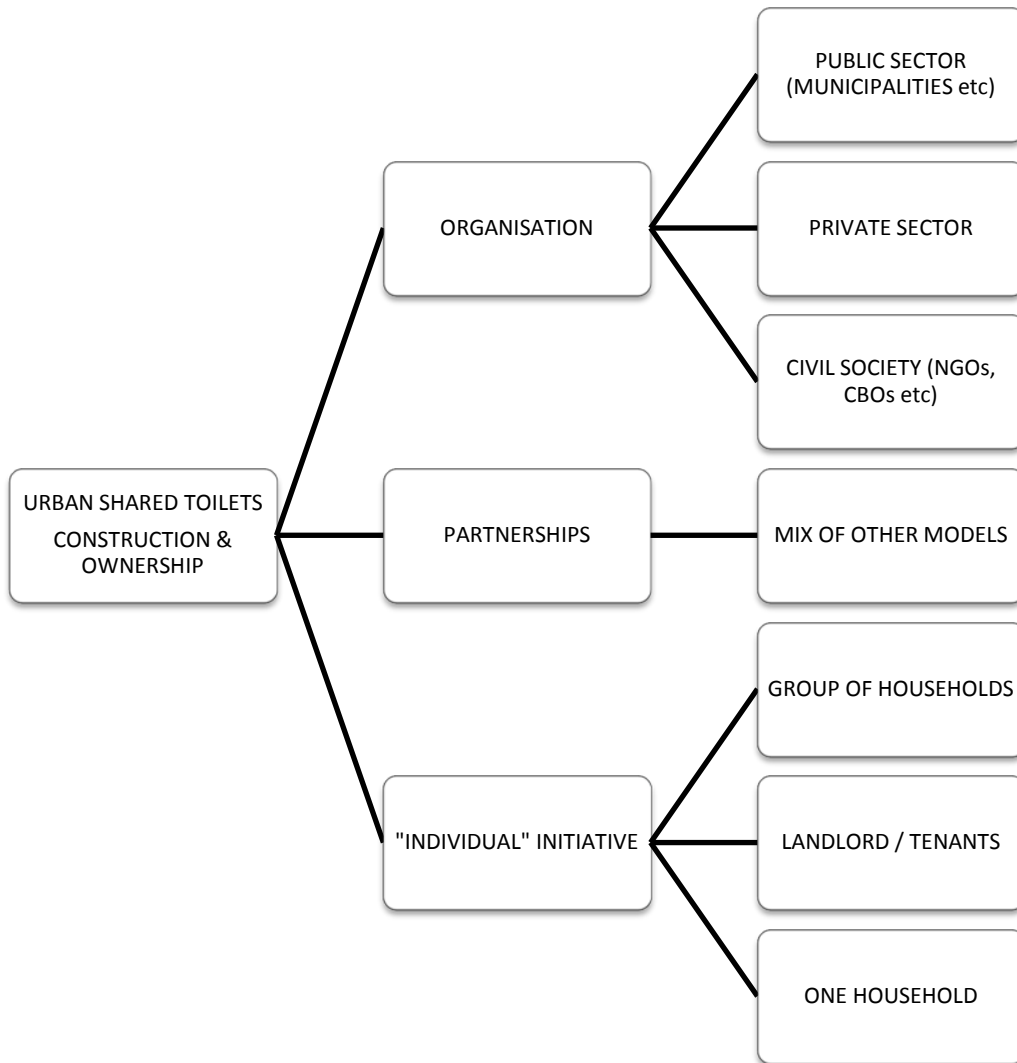 URBAN SHARED TOILETS
CONSTRUCTION &
OWNERSHIP
ORGANISATION
PUBLIC SECTOR
(MUNICIPALITIES etc)
PRIVATE SECTOR
CIVIL SOCIETY (NGOs,
CBOs etc)
PARTNERSHIPS
MIX OF OTHER MODELS
"INDIVIDUAL" INITIATIVE
GROUP OF HOUSEHOLDS
LANDLORD / TENANTS
ONE HOUSEHOLD